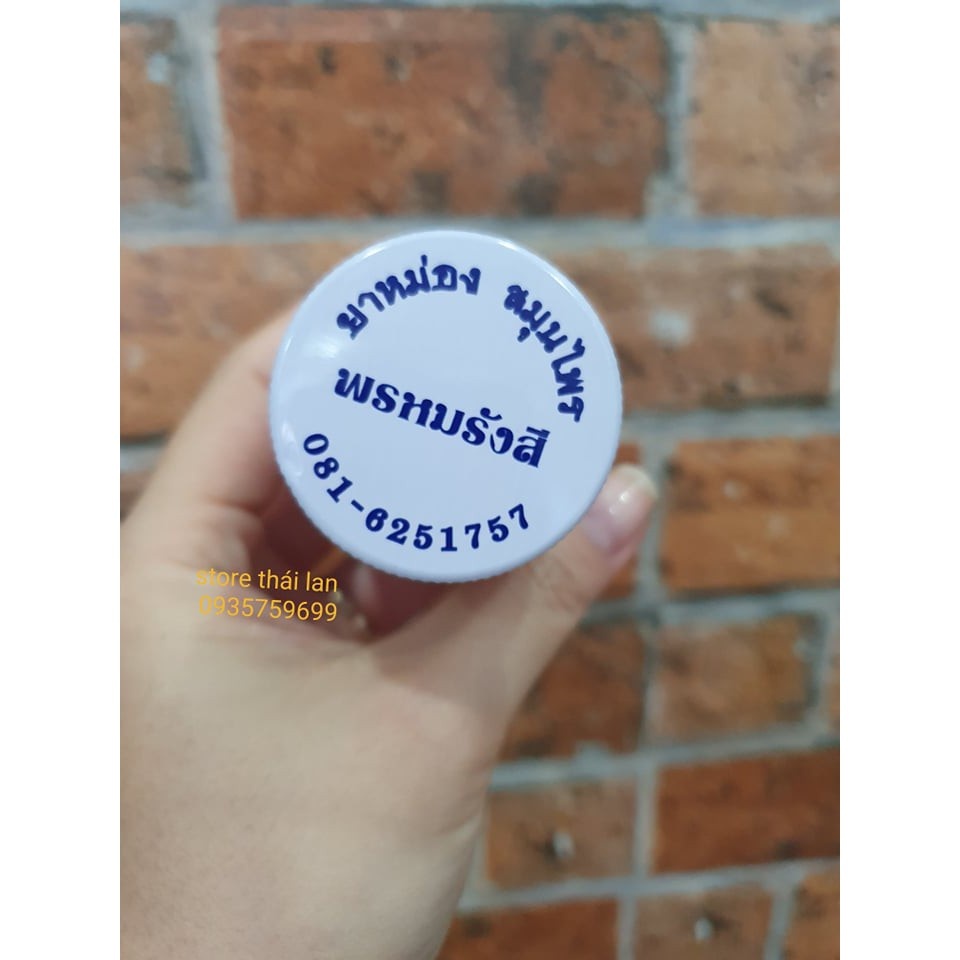 ยาหม่อง สมุนไพร
พรหมรังสี
081-6251757
store thái lan
0935759699